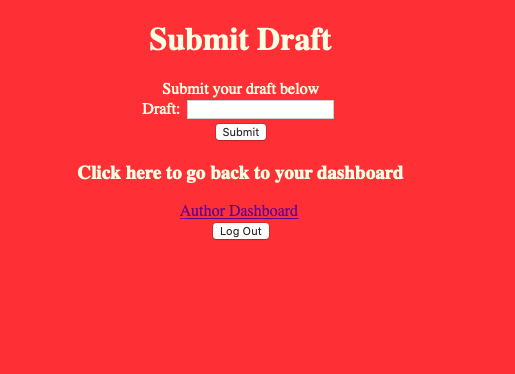 Submit Draft
Submit your draft below
Draft:
Submit
Click here to go back to your dashboard
Author Dashboard
Log Out